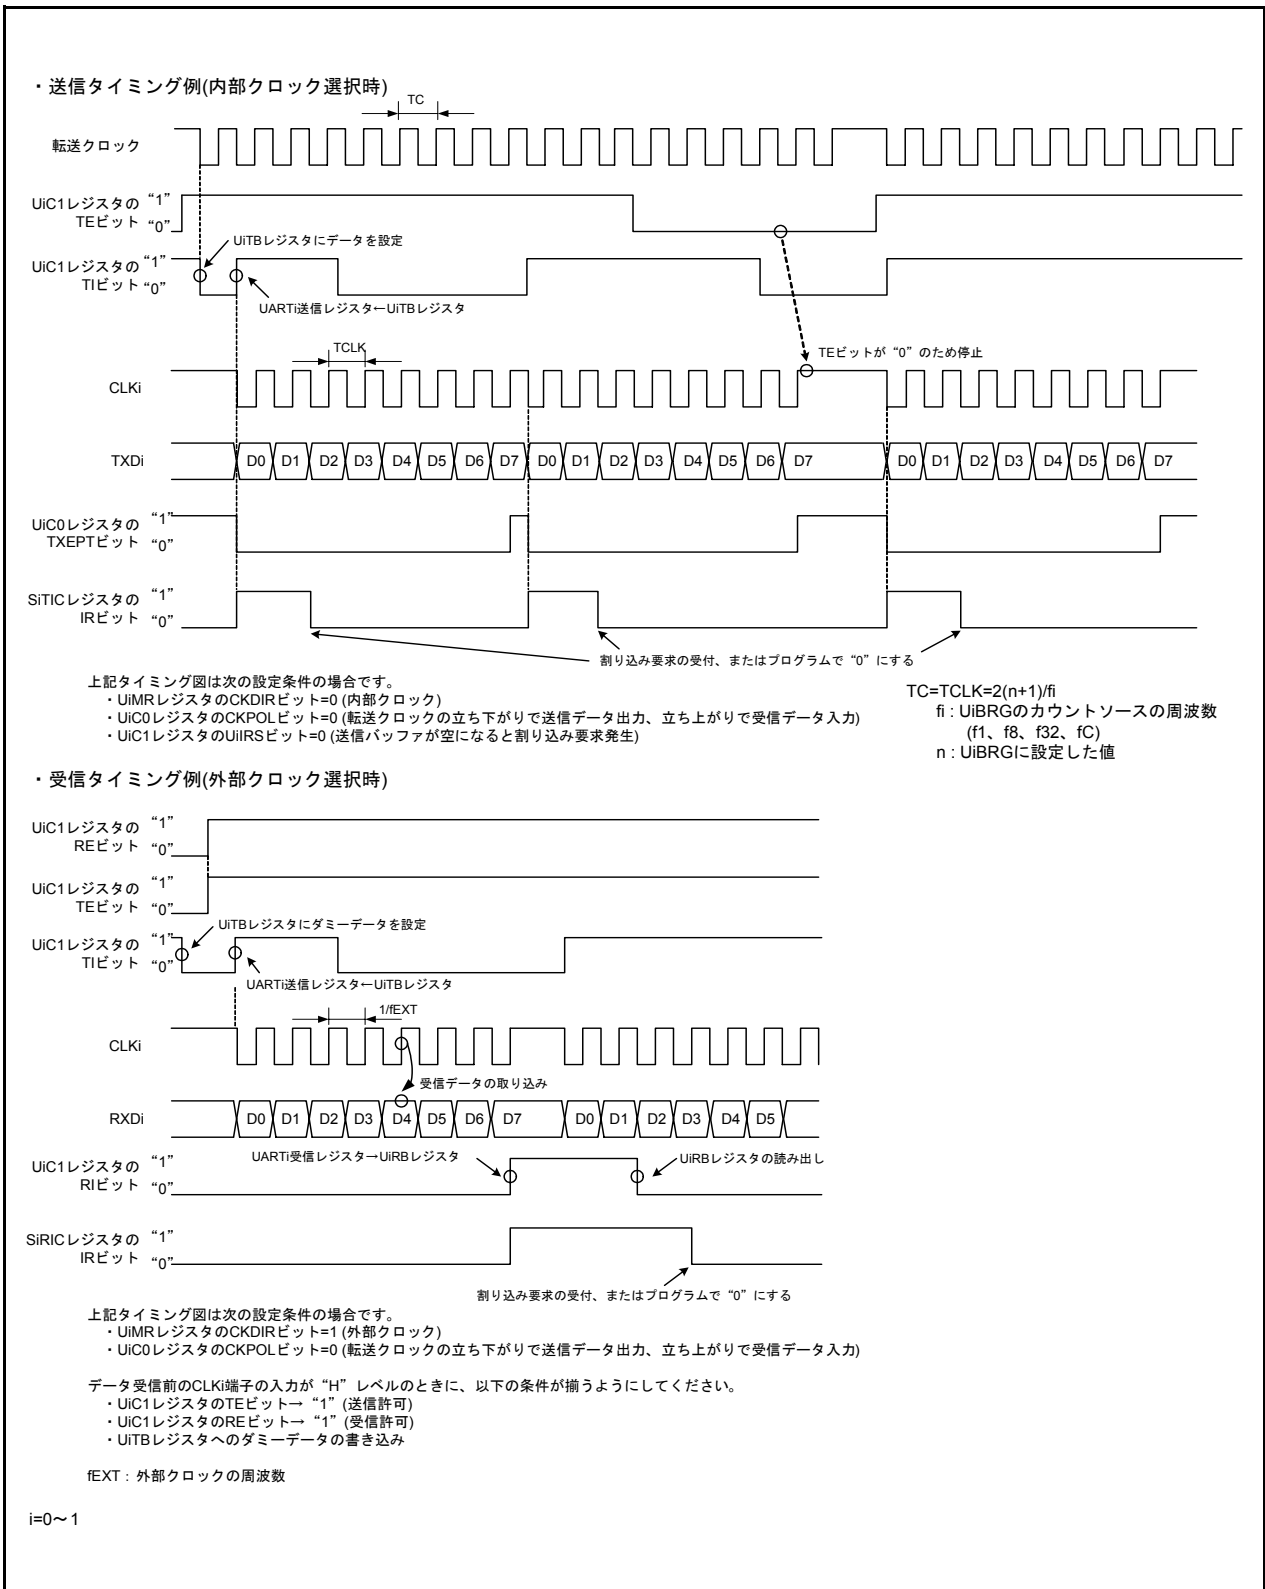 ・送信タイミング例(内部クロック選択時)
TC
転送クロック
UiC1レジスタの “1”
TEビット “0”
UiTBレジスタにデータを設定
UiC1レジスタの “1”
TIビット “0”
UARTi送信レジスタ←UiTBレジスタ
TCLK
TEビットが“0”のため停止
CLKi
TXDi D0 D1 D2 D3 D4 D5 D6 D7 D0 D1 D2 D3 D4 D5 D6 D7 D0 D1 D2 D3 D4 D5 D6 D7
UiC0レジスタの “1”
TXEPTビット “0”
SiTICレジスタの “1”
IRビット “0”
割り込み要求の受付、またはプログラムで“0”にする
上記タイミング図は次の設定条件の場合です。
・UiMRレジスタのCKDIRビット=0 (内部クロック)
・UiC0レジスタのCKPOLビット=0 (転送クロックの立ち下がりで送信データ出力、立ち上がりで受信データ入力)
・UiC1レジスタのUiIRSビット=0 (送信バッファが空になると割り込み要求発生)
TC=TCLK=2(n+1)/fi
fi : UiBRGのカウントソースの周波数
(f1、f8、f32、fC)
n : UiBRGに設定した値
・受信タイミング例(外部クロック選択時)
UiC1レジスタの “1”
REビット “0”
UiC1レジスタの “1”
TEビット “0”
UiTBレジスタにダミーデータを設定
UiC1レジスタの “1”
TIビット “0”
UARTi送信レジスタ←UiTBレジスタ
1/fEXT
CLKi
受信データの取り込み
RXDi D0 D1 D2 D3 D4 D5 D6 D7 D0 D1 D2 D3 D4 D5
UARTi受信レジスタ→UiRBレジスタ
UiRBレジスタの読み出し
UiC1レジスタの “1”
RIビット “0”
SiRICレジスタの “1”
IRビット “0”
割り込み要求の受付、またはプログラムで“0”にする
上記タイミング図は次の設定条件の場合です。
・UiMRレジスタのCKDIRビット=1 (外部クロック)
・UiC0レジスタのCKPOLビット=0 (転送クロックの立ち下がりで送信データ出力、立ち上がりで受信データ入力)
データ受信前のCLKi端子の入力が“H”レベルのときに、以下の条件が揃うようにしてください。
・UiC1レジスタのTEビット→“1”(送信許可)
・UiC1レジスタのREビット→“1”(受信許可)
・UiTBレジスタへのダミーデータの書き込み
fEXT : 外部クロックの周波数
i=0～1